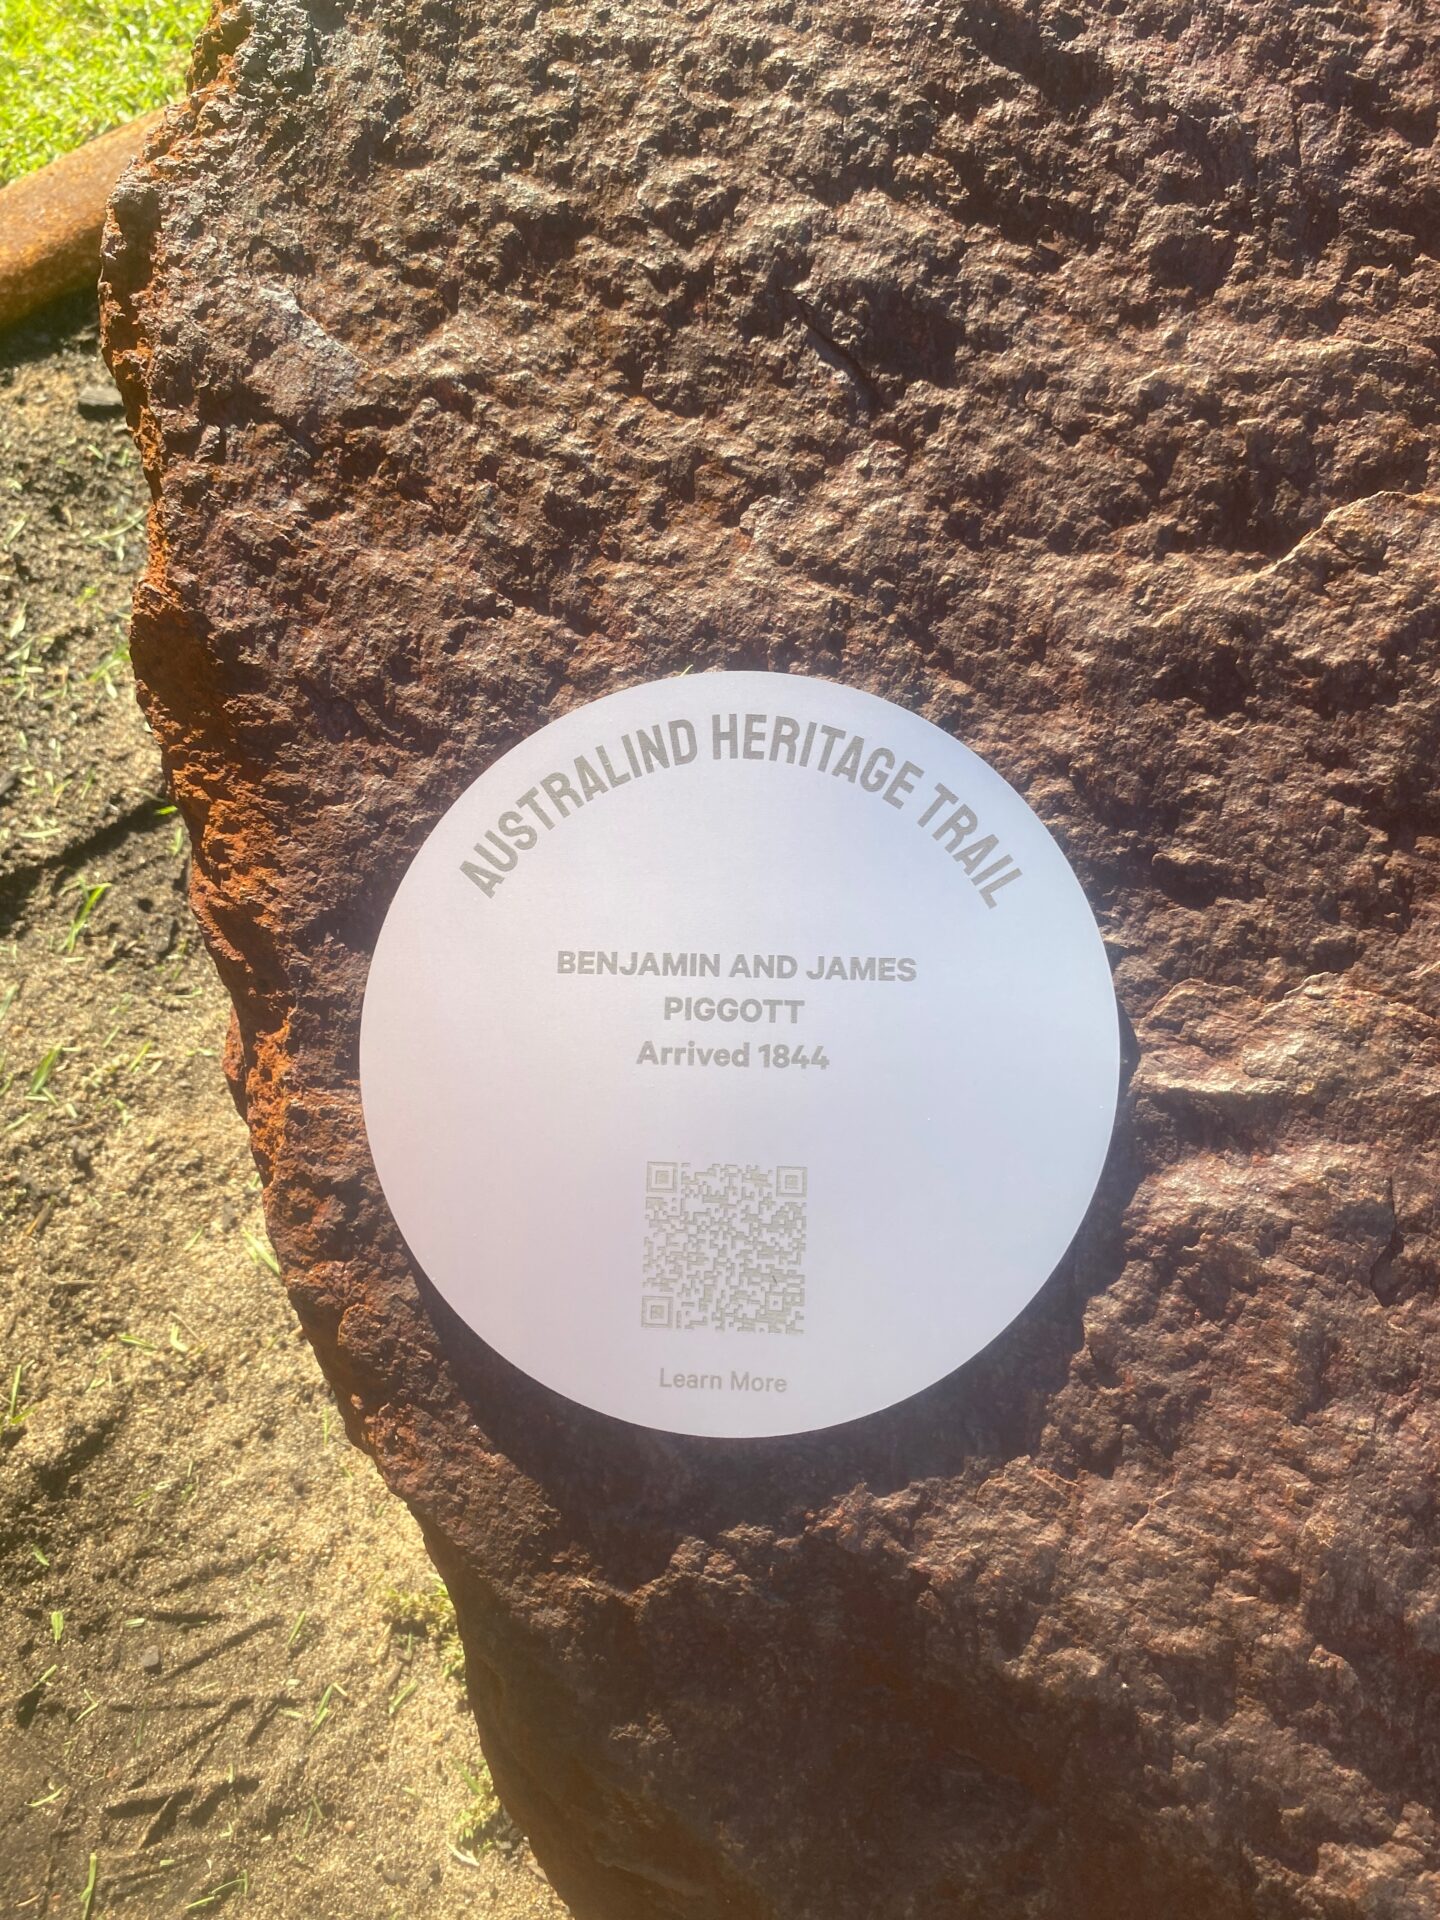 AUSTRALIND HERITAGE TRAIL
BENJAMIN AND JAMES
PIGGOTT
Arrived 1844
Learn More